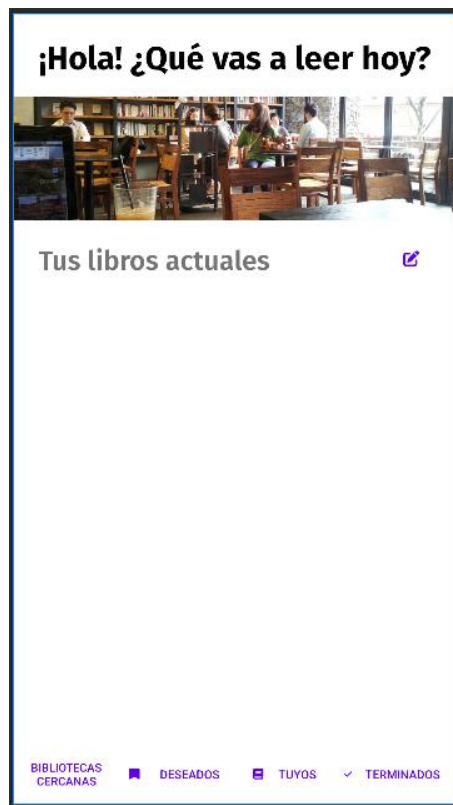 ¡Hola! ¿Qué vas a leer hoy?
Tus libros actuales
BIBLIOTECAS
CERCANAS
DESEADOS
TUYOS
TERMINADOS